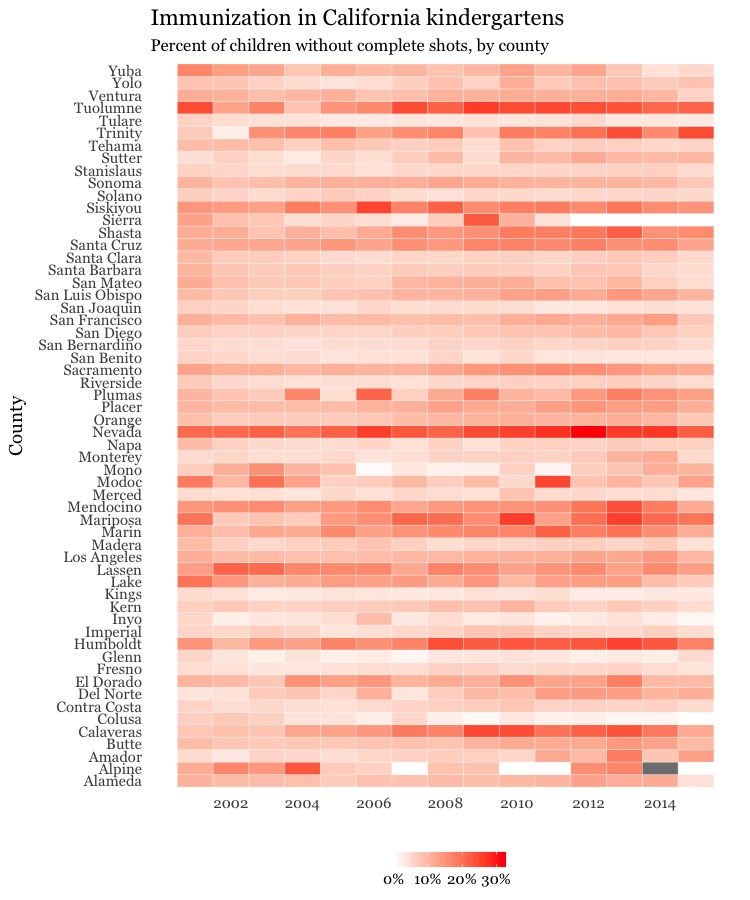 Immunization in California kindergartens
Percent of children without complete shots, by county
County
Yuba
Yolo
Ventura
Tuolumne
Tulare
Trinity
Tehama
Sutter
Stanislaus
Sonoma
Solano
Siskiyou
Sierra
Shasta
Santa Cruz
Santa Clara
Santa Barbara
San Mateo
San Luis Obispo
San Joaquin
San Francisco
San Diego
San Bernardino
San Benito
Sacramento
Riverside
Plumas
Placer
Orange
Nevada
Napa
Monterey
Mono
Modoc
Merced
Mendocino
Mariposa
Marin
Madera
Los Angeles
Lassen
Lake
Kings
Kern
Inyo
Imperial
Humboldt
Glenn
Fresno
El Dorado
Del Norte
Contra Costa
Colusa
Calaveras
Butte
Amador
Alpine
Alameda
2002 2004 2006 2008 2010 2012 2014
0% 10% 20% 30%